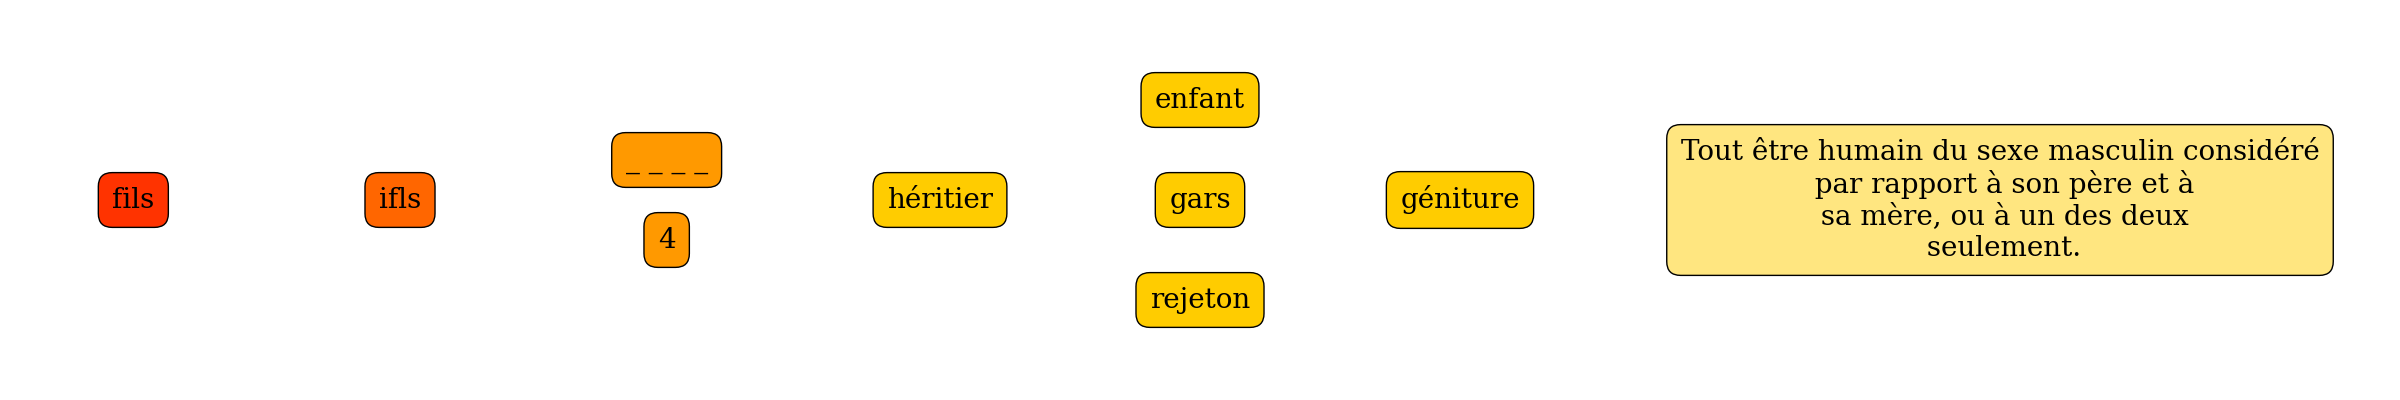 fils
ifls
_ _ _ _
4
héritier
enfant
gars
rejeton
géniture
Tout être humain du sexe masculin considéré
par rapport à son père et à
sa mère, ou à un des deux
seulement.